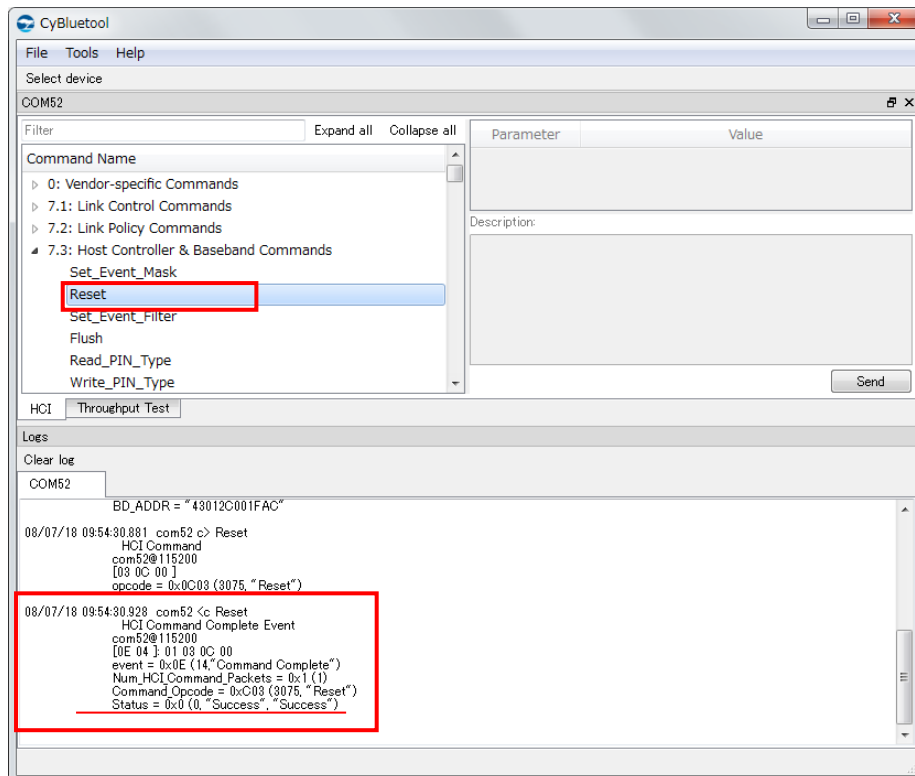 CyBluetool
File Tools Help
Select device
COM52
Filter Expand all Collapse all
Command Name
0: Vendor-specific Commands
7.1: Link Control Commands
7.2: Link Policy Commands
7.3: Host Controller & Baseband Commands
Set_Event_Mask
Reset
Set_Event_Filter
Flush
Read_PIN_Type
Write_PIN_Type
Parameter Value
Description:
Send
HCI Throughput Test
Logs
Clear log
COM52
BD_ADDR = "43012C001FAC"
08/07/18 09:54:30.881 com52 c> Reset
HCI Command
com52@115200
[03 0C 00 ]
opcode = 0x0C03 (3075, "Reset")
08/07/18 09:54:30.928 com52 <c Reset
HCI Command Complete Event
com52@115200
[0E 04 ]: 01 03 0C 00
event = 0x0E (14,"Command Complete")
Num_HCI_Command_Packets = 0x1 (1)
Command_Opcode = 0xC03 (3075, "Reset")
Status = 0x0 (0, "Success", "Success")